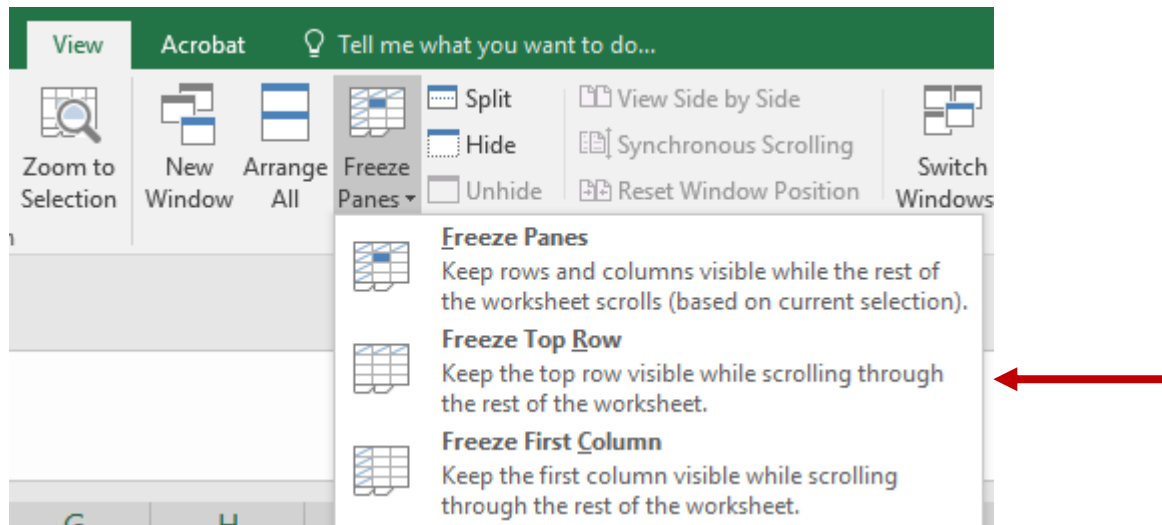 View Acrobat Tell me what you want to do...
Zoom to Selection
New Window
Arrange All
Freeze Panes
Split
Hide
Unhide
View Side by Side
Synchronous Scrolling
Reset Window Position
Switch Windows
Freeze Panes
Keep rows and columns visible while the rest of
the worksheet scrolls (based on current selection).
Freeze Top Row
Keep the top row visible while scrolling through
the rest of the worksheet.
Freeze First Column
Keep the first column visible while scrolling
through the rest of the worksheet.
G H